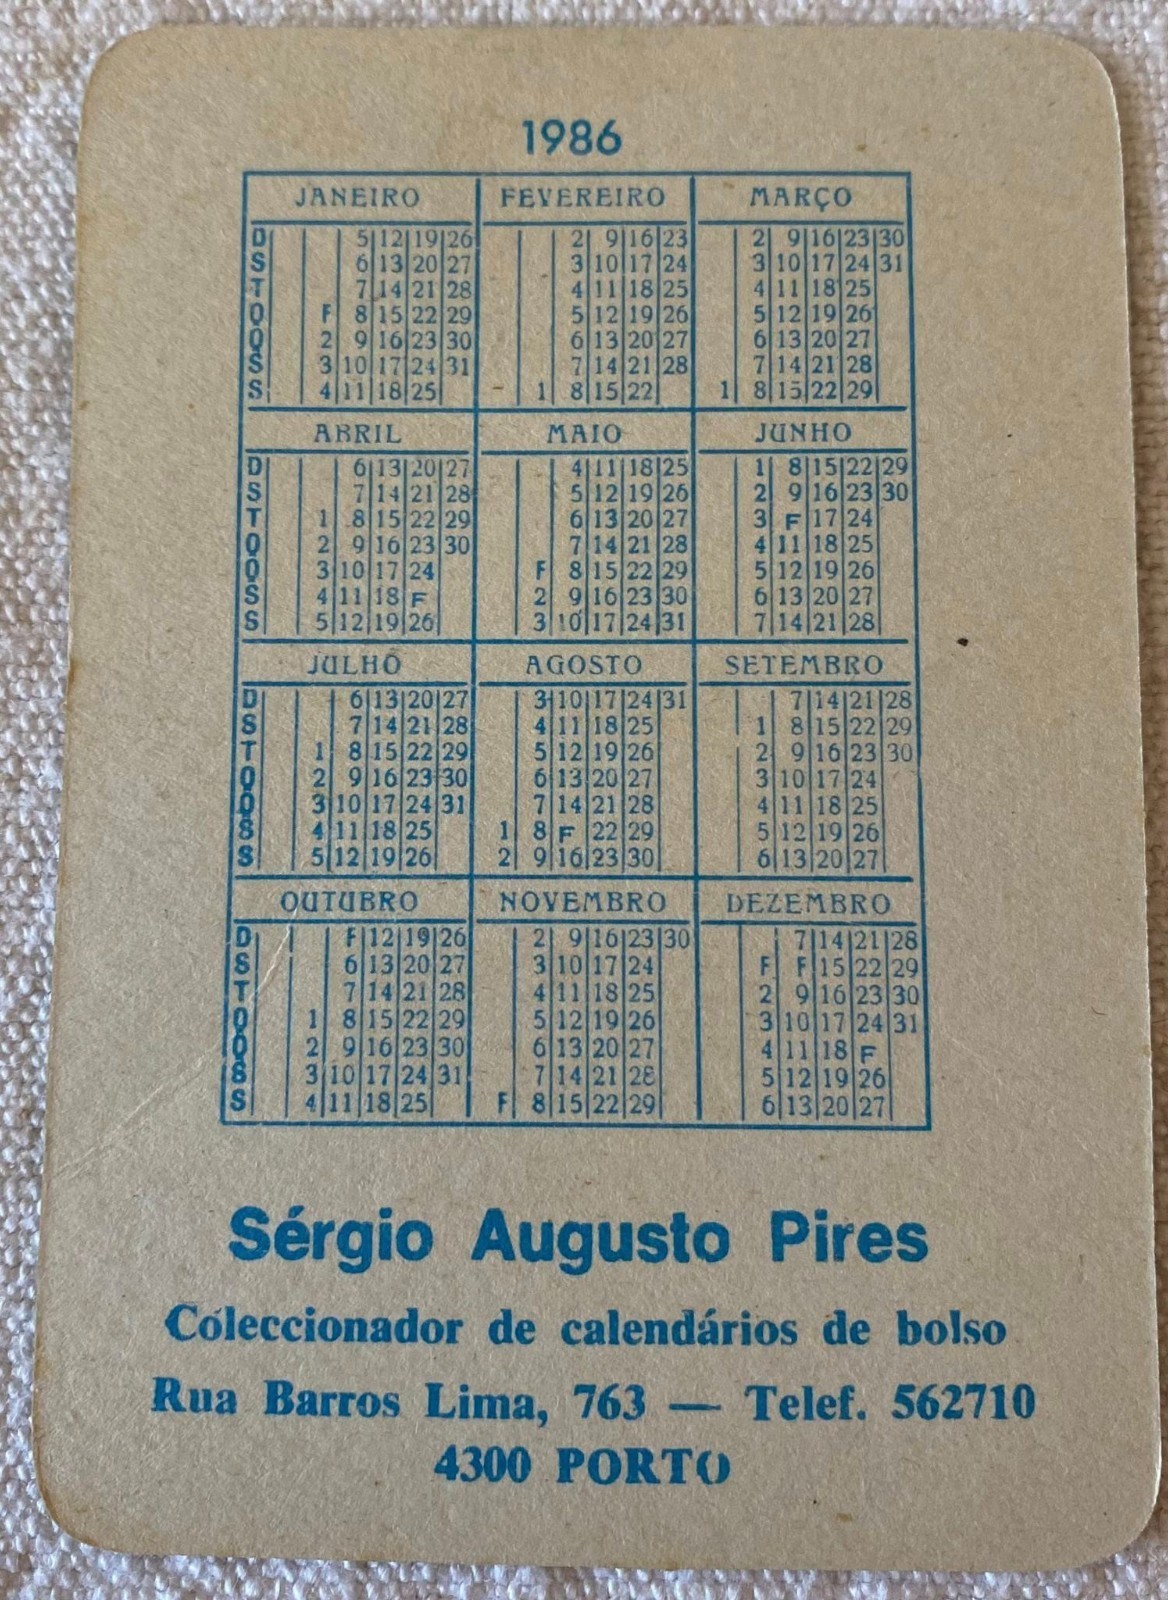 1986
JANEIRO FEVEREIRO MARÇO
D 5 12 19 26 2 9 16 23 2 9 16 23 30
S 6 13 20 27 3 10 17 24 3 10 17 24 31
T 7 14 21 28 4 11 18 25 4 11 18 25
Q F 8 15 22 29 5 12 19 26 5 12 19 26
Q 2 9 16 23 30 6 13 20 27 6 13 20 27
S 3 10 17 24 31 7 14 21 28 7 14 21 28
S 4 11 18 25 1 8 15 22 1 8 15 22 29
ABRIL MAIO JUNHO
D 6 13 20 27 4 11 18 25 1 8 15 22 29
S 7 14 21 28 5 12 19 26 2 9 16 23 30
T 1 8 15 22 29 6 13 20 27 3 F 17 24
Q 2 9 16 23 30 7 14 21 28 4 11 18 25
Q 3 10 17 24 F 8 15 22 29 5 12 19 26
S 4 11 18 F 2 9 16 23 30 6 13 20 27
S 5 12 19 26 3 10 17 24 31 7 14 21 28
JULHO AGOSTO SETEMBRO
D 6 13 20 27 3 10 17 24 31 7 14 21 28
S 7 14 21 28 4 11 18 25 1 8 15 22 29
T 1 8 15 22 29 5 12 19 26 2 9 16 23 30
Q 2 9 16 23 30 6 13 20 27 3 10 17 24
Q 3 10 17 24 31 7 14 21 28 4 11 18 25
S 4 11 18 25 1 8 F 22 29 5 12 19 26
S 5 12 19 26 2 9 16 23 30 6 13 20 27
OUTUBRO NOVEMBRO DEZEMBRO
D F 12 19 26 2 9 16 23 30 7 14 21 28
S 6 13 20 27 3 10 17 24 F F 15 22 29
T 7 14 21 28 4 11 18 25 2 9 16 23 30
Q 1 8 15 22 29 5 12 19 26 3 10 17 24 31
Q 2 9 16 23 30 6 13 20 27 4 11 18 F
S 3 10 17 24 31 7 14 21 28 5 12 19 26
S 4 11 18 25 F 8 15 22 29 6 13 20 27
Sérgio Augusto Pires
Coleccionador de calendários de bolso
Rua Barros Lima, 763 — Telef. 562710
4300 PORTO